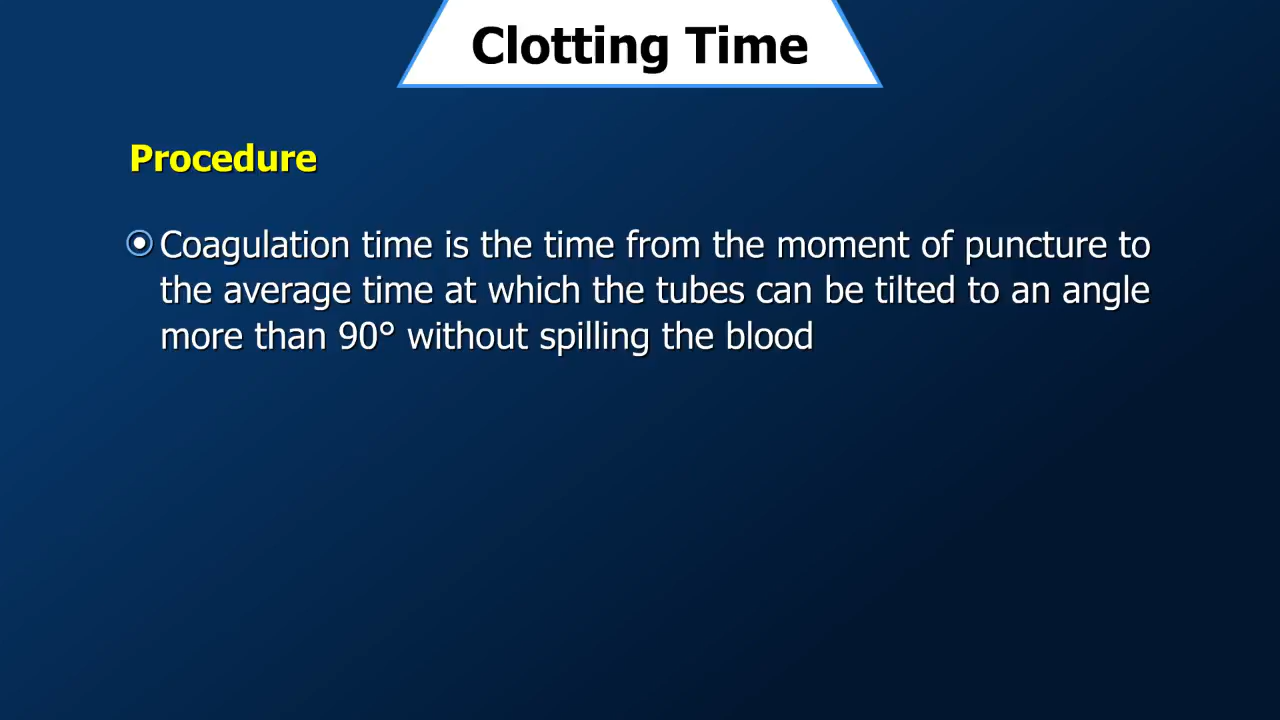 Clotting Time
Procedure
Coagulation time is the time from the moment of puncture to
the average time at which the tubes can be tilted to an angle
more than 90° without spilling the blood